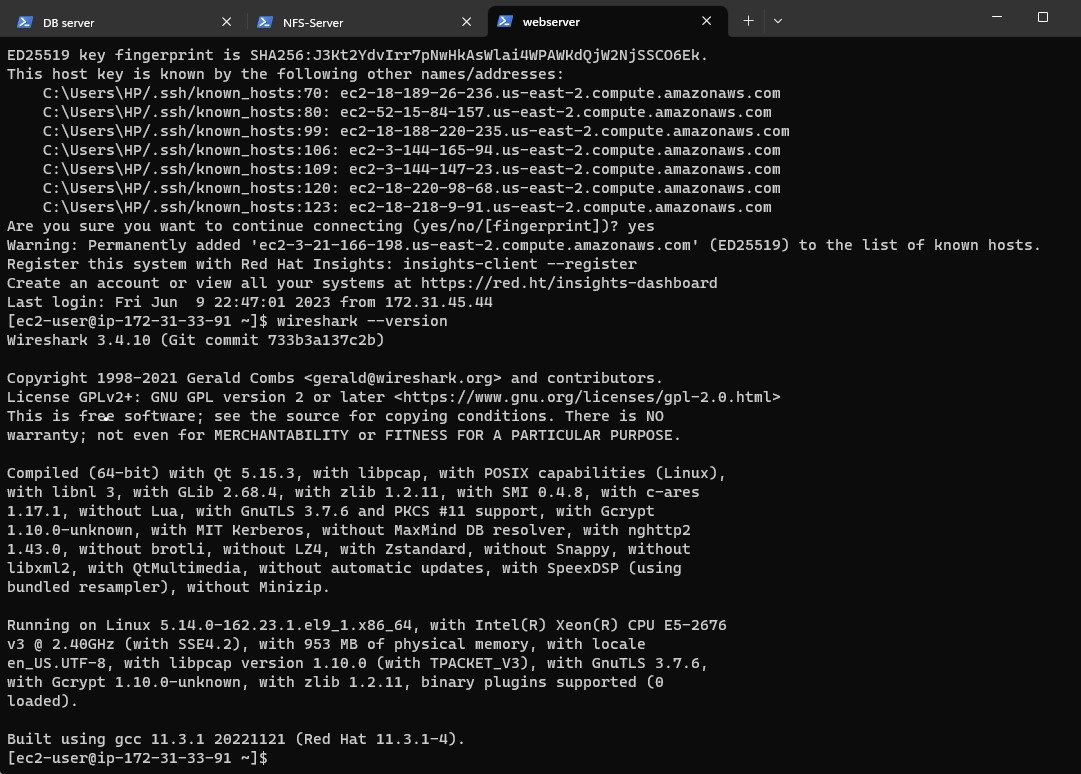 DB server
NFS-Server
webserver
ED25519 key fingerprint is SHA256:J3Kt2YdvIrr7pNwHkAsWlai4WPAWKdQjW2NjSSCO6Ek.
This host key is known by the following other names/addresses:
    C:\Users\HP/.ssh/known_hosts:70: ec2-18-189-26-236.us-east-2.compute.amazonaws.com
    C:\Users\HP/.ssh/known_hosts:80: ec2-52-15-84-157.us-east-2.compute.amazonaws.com
    C:\Users\HP/.ssh/known_hosts:99: ec2-18-188-220-235.us-east-2.compute.amazonaws.com
    C:\Users\HP/.ssh/known_hosts:106: ec2-3-144-165-94.us-east-2.compute.amazonaws.com
    C:\Users\HP/.ssh/known_hosts:109: ec2-3-144-147-23.us-east-2.compute.amazonaws.com
    C:\Users\HP/.ssh/known_hosts:120: ec2-18-220-98-68.us-east-2.compute.amazonaws.com
    C:\Users\HP/.ssh/known_hosts:123: ec2-18-218-9-91.us-east-2.compute.amazonaws.com
Are you sure you want to continue connecting (yes/no/[fingerprint])? yes
Warning: Permanently added 'ec2-3-21-166-198.us-east-2.compute.amazonaws.com' (ED25519) to the list of known hosts.
Register this system with Red Hat Insights: insights-client --register
Create an account or view all your systems at https://red.ht/insights-dashboard
Last login: Fri Jun  9 22:47:01 2023 from 172.31.45.44
[ec2-user@ip-172-31-33-91 ~]$ wireshark --version
Wireshark 3.4.10 (Git commit 733b3a137c2b)

Copyright 1998-2021 Gerald Combs <gerald@wireshark.org> and contributors.
License GPLv2+: GNU GPL version 2 or later <https://www.gnu.org/licenses/gpl-2.0.html>
This is free software; see the source for copying conditions. There is NO
warranty; not even for MERCHANTABILITY or FITNESS FOR A PARTICULAR PURPOSE.

Compiled (64-bit) with Qt 5.15.3, with libpcap, with POSIX capabilities (Linux),
with libnl 3, with GLib 2.68.4, with zlib 1.2.11, with SMI 0.4.8, with c-ares
1.17.1, without Lua, with GnuTLS 3.7.6 and PKCS #11 support, with Gcrypt
1.10.0-unknown, with MIT Kerberos, without MaxMind DB resolver, with nghttp2
1.43.0, without brotli, without LZ4, with Zstandard, without Snappy, without
libxml2, with QtMultimedia, without automatic updates, with SpeexDSP (using
bundled resampler), without Minizip.

Running on Linux 5.14.0-162.23.1.el9_1.x86_64, with Intel(R) Xeon(R) CPU E5-2676
v3 @ 2.40GHz (with SSE4.2), with 953 MB of physical memory, with locale
en_US.UTF-8, with libpcap version 1.10.0 (with TPACKET_V3), with GnuTLS 3.7.6,
with Gcrypt 1.10.0-unknown, with zlib 1.2.11, binary plugins supported (0
loaded).

Built using gcc 11.3.1 20221121 (Red Hat 11.3.1-4).
[ec2-user@ip-172-31-33-91 ~]$